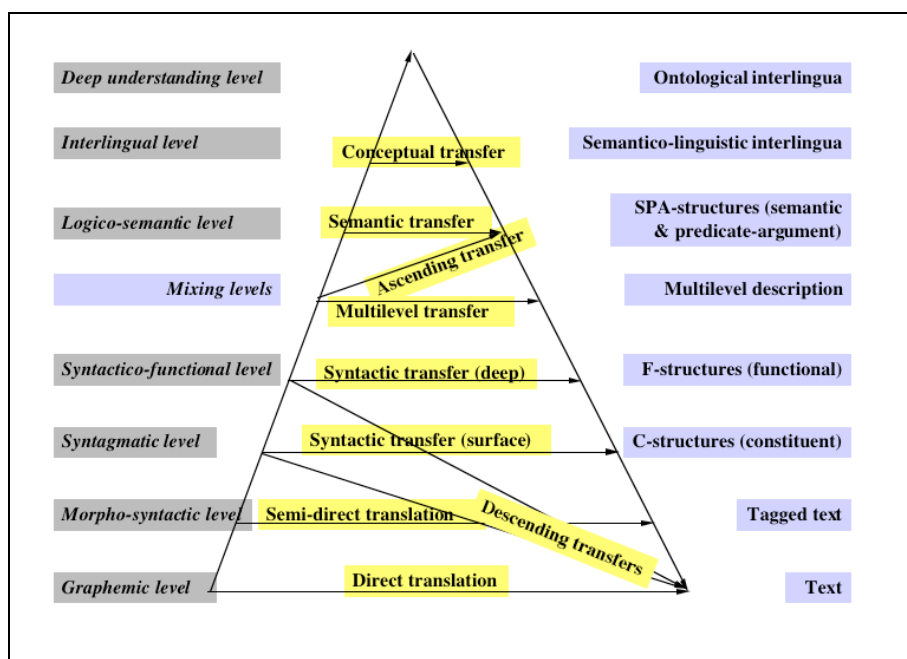 Deep understanding level
Ontological interlingua
Interlingual level
Conceptual transfer
Semantico-linguistic interlingua
Logico-semantic level
Semantic transfer
SPA-structures (semantic
& predicate-argument)
Ascending transfer
Mixing levels
Multilevel transfer
Multilevel description
Syntactico-functional level
Syntactic transfer (deep)
F-structures (functional)
Syntagmatic level
Syntactic transfer (surface)
C-structures (constituent)
Morpho-syntactic level
Semi-direct translation
Descending transfers
Tagged text
Graphemic level
Direct translation
Text